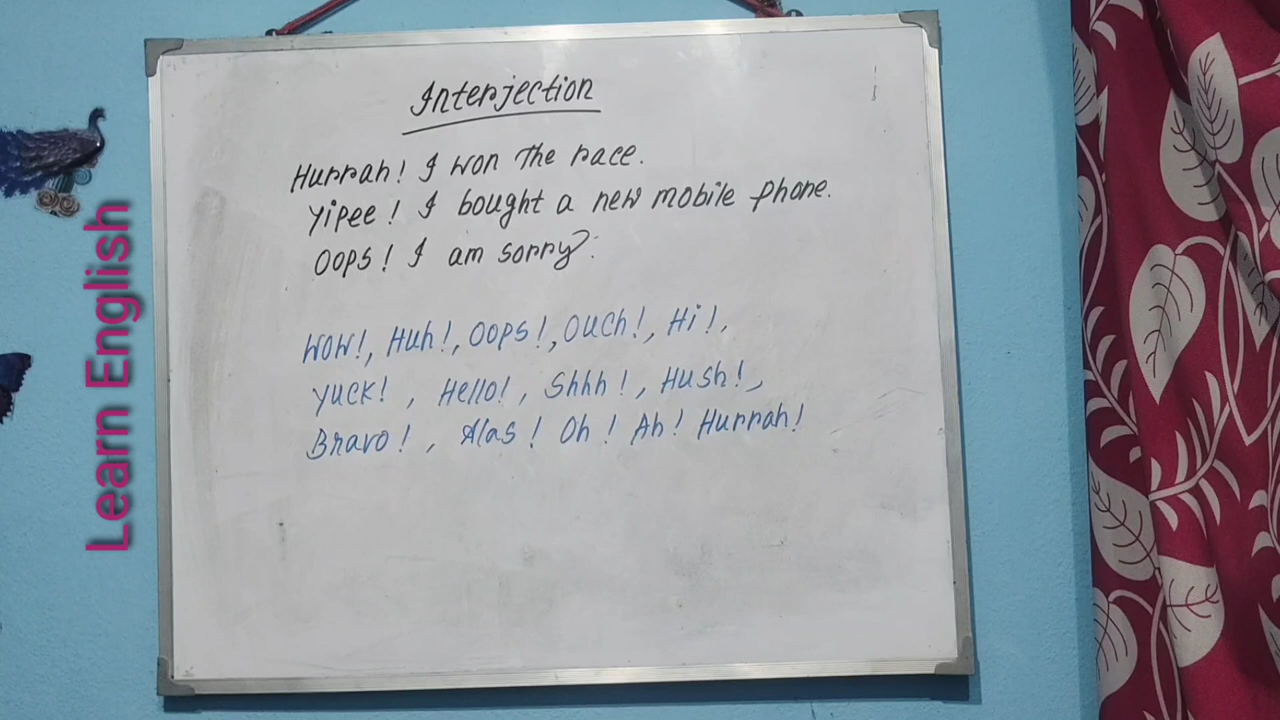 Interjection
Hurrah! I won the race.
Yipee! I bought a new mobile phone.
Oops! I am sorry.
Wow!, Huh!, Oops!, Ouch!, Hi!,
Yuck!, Hello!, Shhh!, Hush!,
Bravo!, Alas! Oh! Ah! Hurrah!
Learn English